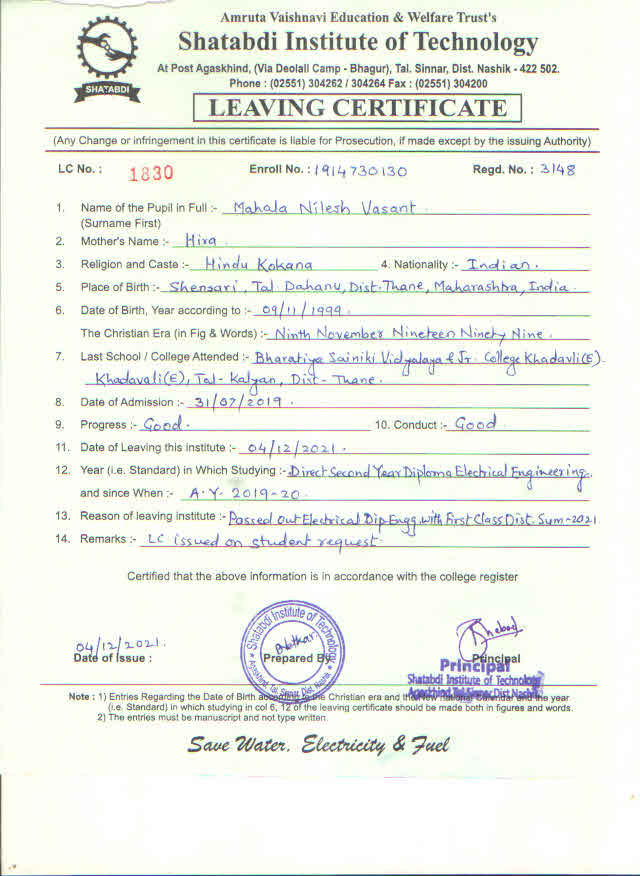 Amruta Vaishnavi Education & Welfare Trust's
Shatabdi Institute of Technology
SHATABDI
At Post Agaskhind, (Via Deolali Camp - Bhagur), Tal. Sinnar, Dist. Nashik - 422 502.
Phone : (02551) 304262 / 304264 Fax : (02551) 304200
LEAVING CERTIFICATE
(Any Change or infringement in this certificate is liable for Prosecution, if made except by the issuing Authority)
LC No. : 1830 Enroll No. : 1914730130 Regd. No. : 3148
1. Name of the Pupil in Full :- Mahala Nilesh Vasant.
(Surname First)
2. Mother's Name :- Hira.
3. Religion and Caste :- Hindu Kokana 4. Nationality :- Indian.
5. Place of Birth :- Shensari, Tal. Dahanu, Dist. Thane, Maharashtra, India.
6. Date of Birth, Year according to :- 09/11/1999.
The Christian Era (in Fig & Words) :- Ninth November Nineteen Ninety Nine.
7. Last School / College Attended :- Bharatiya Sainiki Vidyalaya & Jr. College Khadavli(E).
Khadavali(E), Tal- Kalyan, Dist- Thane.
8. Date of Admission :- 31/07/2019.
9. Progress :- Good. 10. Conduct :- Good.
11. Date of Leaving this institute :- 04/12/2021.
12. Year (i.e. Standard) in Which Studying :- Direct Second Year Diploma Electrical Engineering.
and since When :- A.Y. 2019-20.
13. Reason of leaving institute :- Passed Out Electrical Dip. Engg. with First Class Dist. Sum-2021
14. Remarks :- LC issued on student request.
Certified that the above information is in accordance with the college register
04/12/2021.
Date of Issue : Prepared By Principal
Shatabdi Institute of Technology
Agaskhind, Tal. Sinnar, Dist. Nashik
Principal
Shatabdi Institute of Technology
Agaskhind, Tal. Sinnar, Dist. Nashik
Note : 1) Entries Regarding the Date of Birth according to the Christian era and the new national Calendar and the year
(i.e. Standard) in which studying in col 6, 12 of the leaving certificate should be made both in figures and words.
2) The entries must be manuscript and not type written.
Save Water, Electricity & Fuel